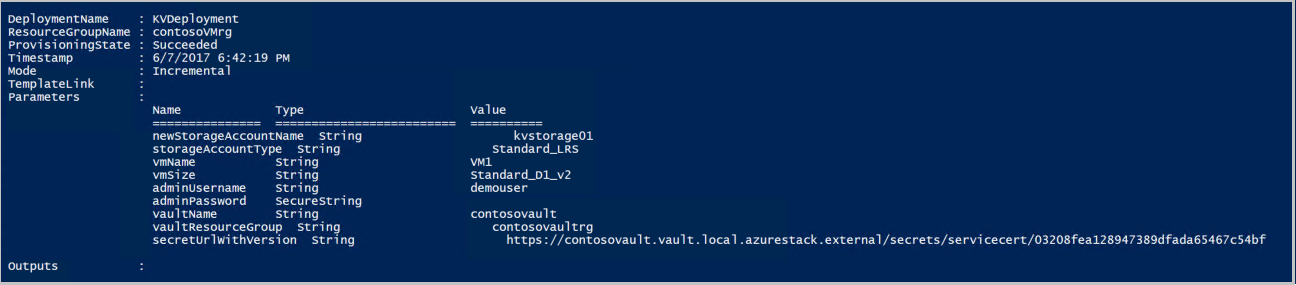 DeploymentName    : KVDeployment
ResourceGroupName : contosoVMrg
ProvisioningState : Succeeded
Timestamp         : 6/7/2017 6:42:19 PM
Mode              : Incremental
TemplateLink      :
Parameters        :
                    Name             Type                       Value
                    ===============  =========================  ==========
                    newStorageAccountName  String                     kvstorage01
                    storageAccountType  String                     Standard_LRS
                    vmName           String                     VM1
                    vmSize           String                     Standard_D1_v2
                    adminUsername    String                     demouser
                    adminPassword    SecureString
                    vaultName        String                     contosovault
                    vaultResourceGroup  String                     contosovaultrg
                    secretUrlWithVersion  String                     https://contosovault.vault.local.azurestack.external/secrets/servicecert/03208fea128947389dfada65467c54bf
Outputs           :